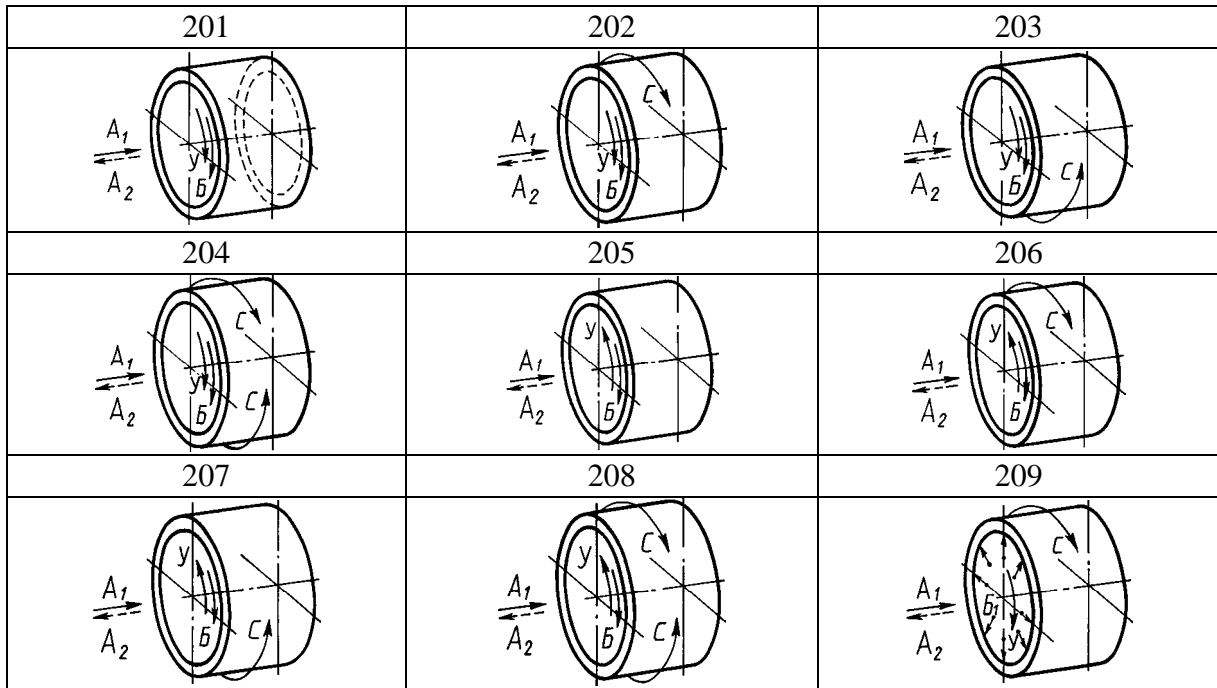 201 202 203
A₁ У A₂ Б
A₁ С У A₂ Б
A₁ У С A₂ Б
204 205 206
A₁ С У A₂ Б С
A₁ У A₂ Б
A₁ У С A₂ Б
207 208 209
A₁ У A₂ Б С
A₁ У С A₂ Б С
A₁ С Б₁ A₂ У